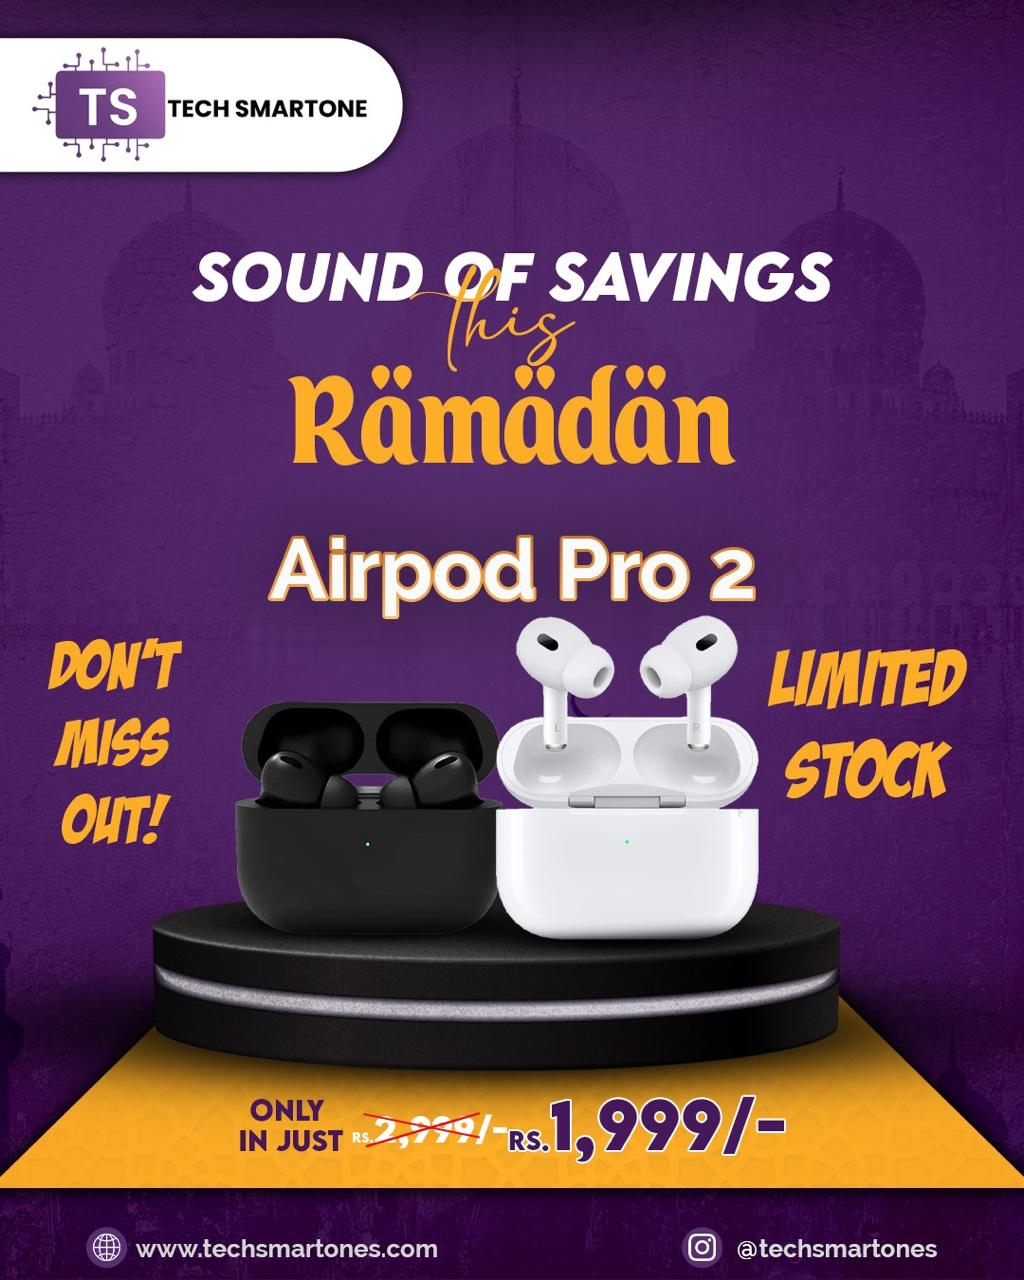 TS TECH SMARTONE
SOUND OF SAVINGS
this
Rämädän
Airpod Pro 2
DON'T
MISS
OUT!
LIMITED
STOCK
L
R
ONLY
IN JUST
RS.2,999/-
RS.1,999/-
www.techsmartones.com
@techsmartones